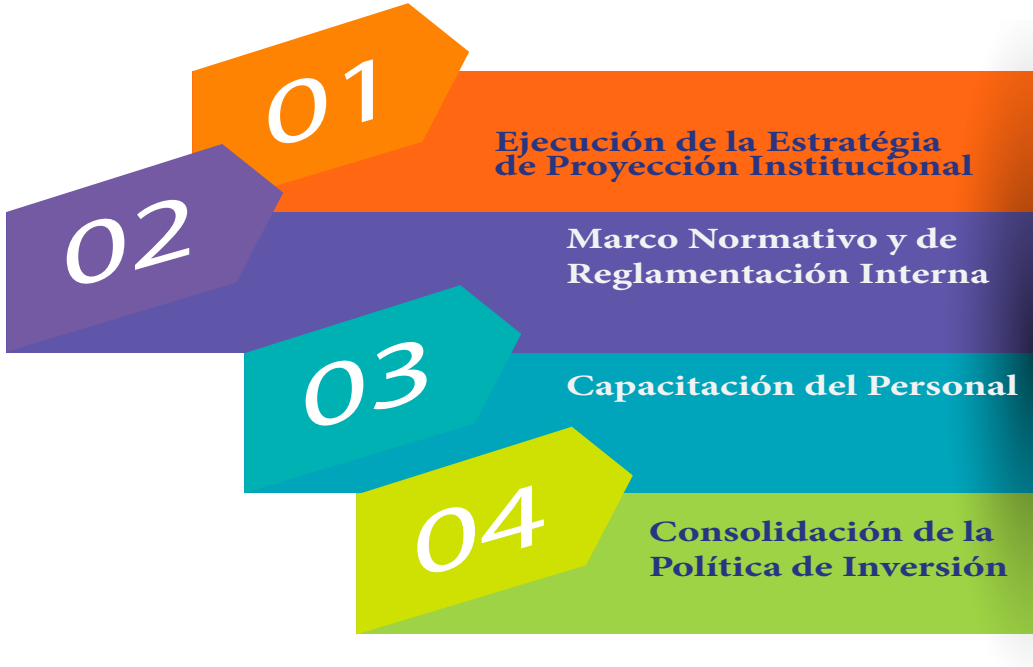 01
Ejecución de la Estratégia
de Proyección Institucional
02
Marco Normativo y de
Reglamentación Interna
03
Capacitación del Personal
04
Consolidación de la
Política de Inversión